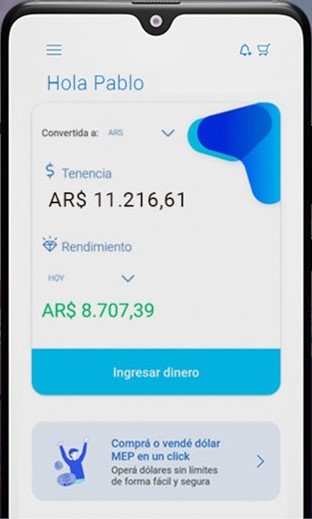 Hola Pablo
Convertida a: ARS
$ Tenencia
AR$ 11.216,61
Rendimiento
HOY
AR$ 8.707,39
Ingresar dinero
Comprá o vendé dólar
MEP en un click
Operá dólares sin límites
de forma fácil y segura